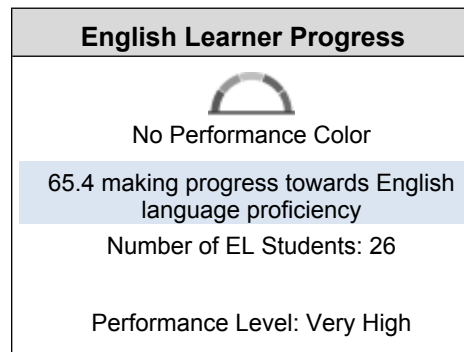 English Learner Progress
No Performance Color
65.4 making progress towards English
language proficiency
Number of EL Students: 26
Performance Level: Very High